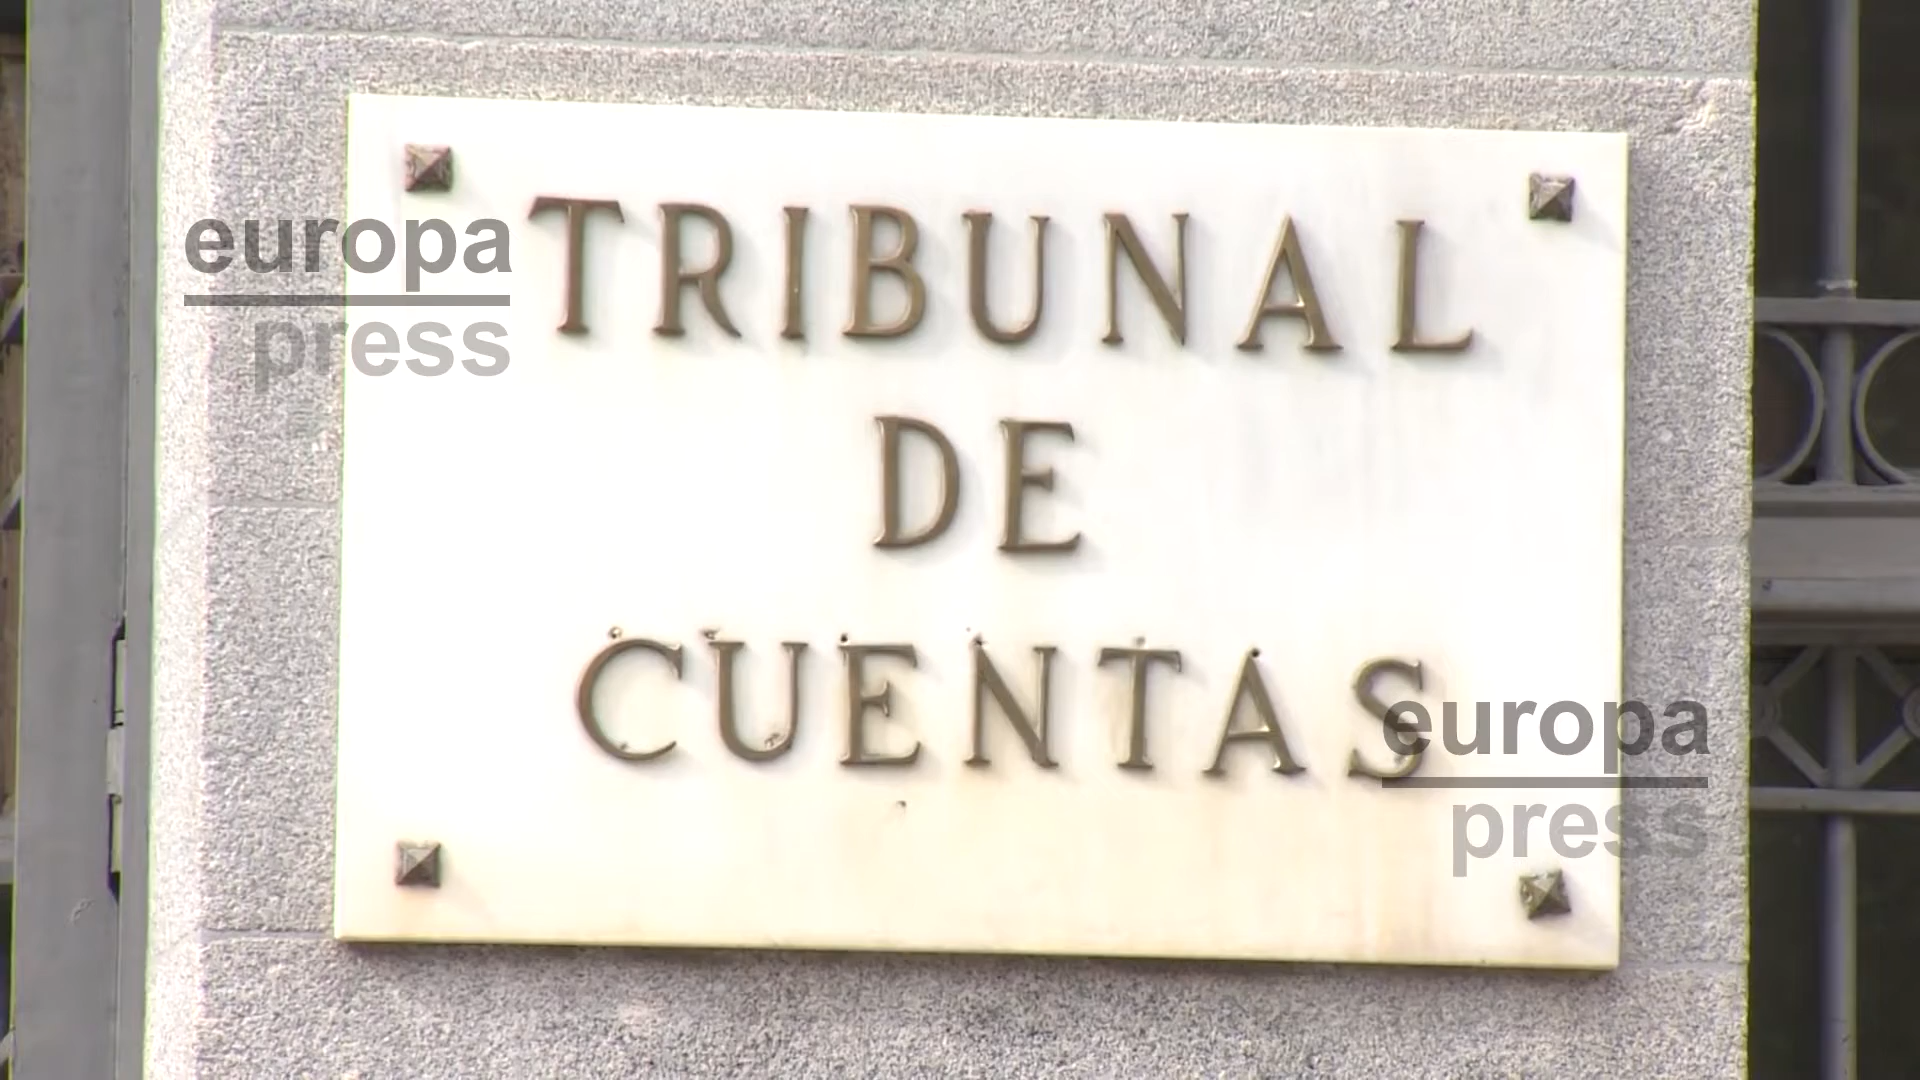 europa
press
TRIBUNAL
DE
CUENTAS
europa
press